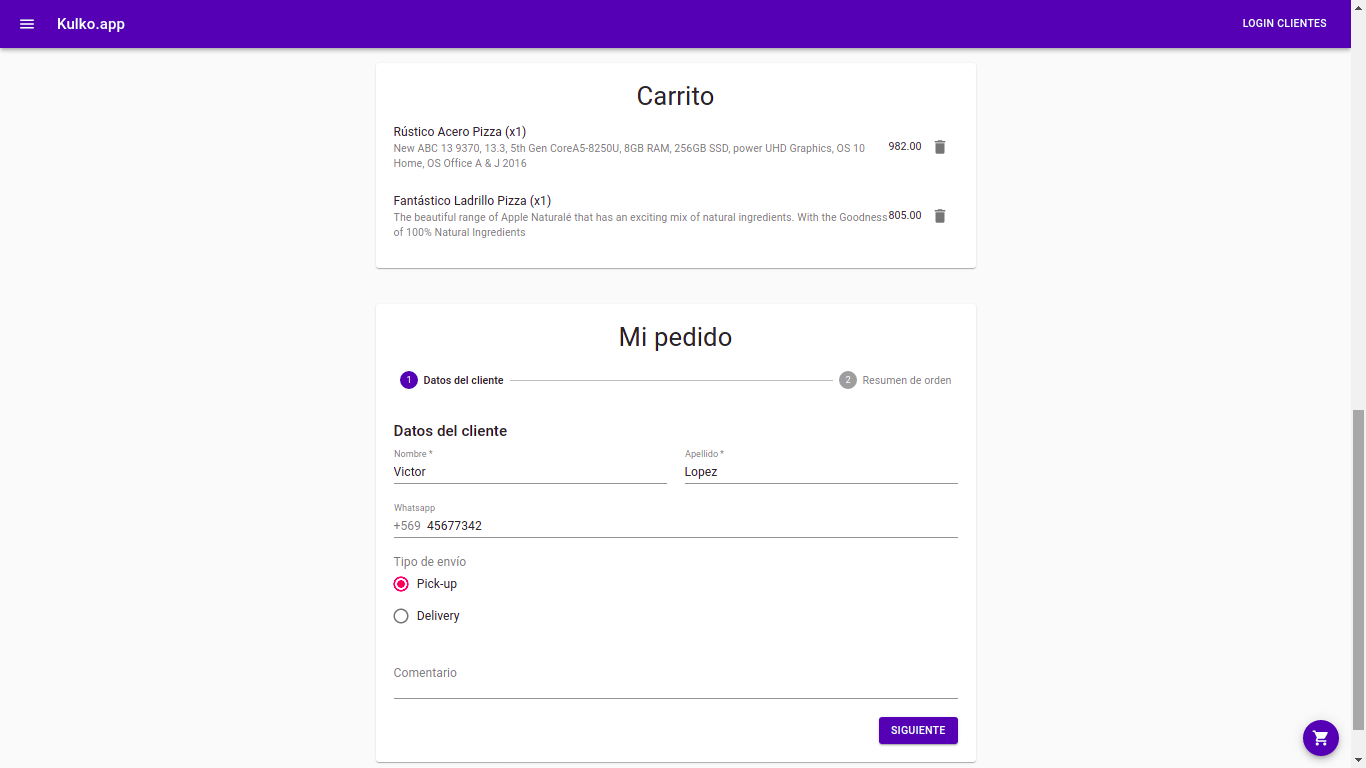 Kulko.app
LOGIN CLIENTES
Carrito
Rústico Acero Pizza (x1)
New ABC 13 9370, 13.3, 5th Gen CoreA5-8250U, 8GB RAM, 256GB SSD, power UHD Graphics, OS 10
Home, OS Office A & J 2016
982.00
Fantástico Ladrillo Pizza (x1)
The beautiful range of Apple Naturalé that has an exciting mix of natural ingredients. With the Goodness
of 100% Natural Ingredients
805.00
Mi pedido
1 Datos del cliente
2 Resumen de orden
Datos del cliente
Nombre *
Victor
Apellido *
Lopez
Whatsapp
+569 45677342
Tipo de envío
Pick-up
Delivery
Comentario
SIGUIENTE